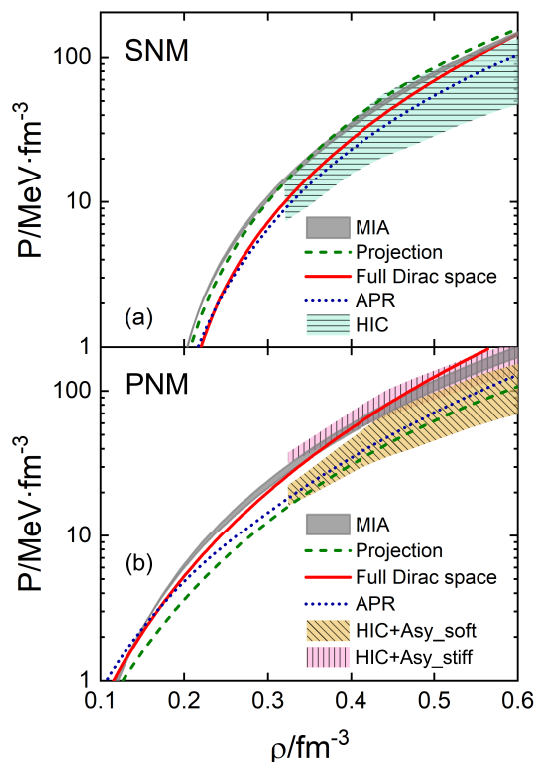 SNM
100
10
1
P/MeV·fm-3
MIA
Projection
Full Dirac space
APR
HIC
(a)
PNM
100
10
1
P/MeV·fm-3
MIA
Projection
Full Dirac space
APR
HIC+Asy_soft
HIC+Asy_stiff
(b)
0.1 0.2 0.3 0.4 0.5 0.6
ρ/fm-3